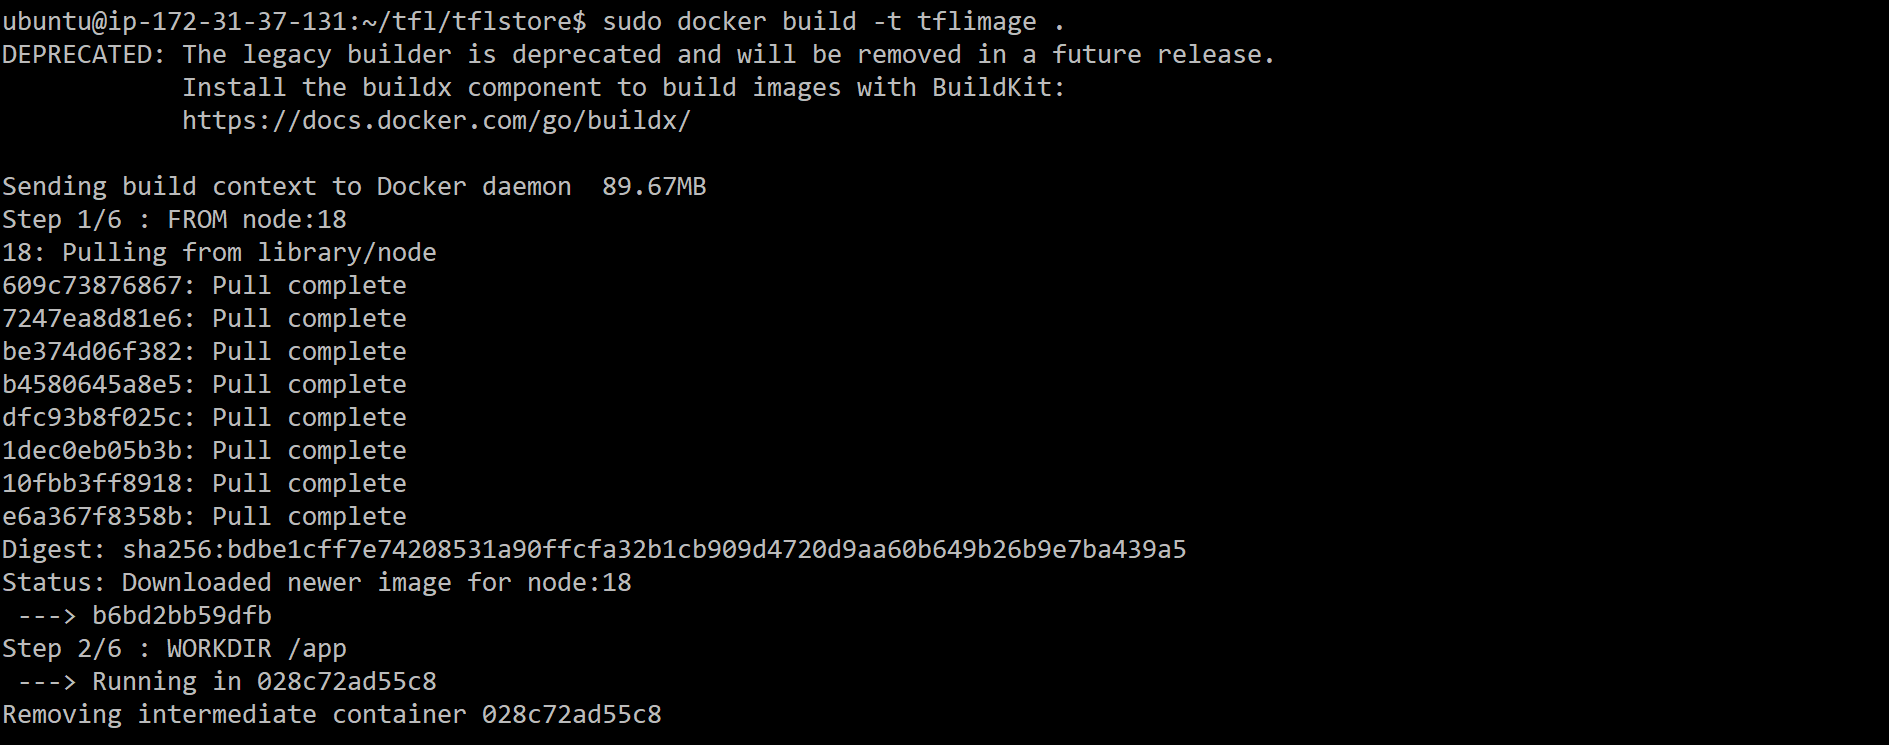 ubuntu@ip-172-31-37-131:~/tfl/tflstore$ sudo docker build -t tflimage .
DEPRECATED: The legacy builder is deprecated and will be removed in a future release.
            Install the buildx component to build images with BuildKit:
            https://docs.docker.com/go/buildx/

Sending build context to Docker daemon  89.67MB
Step 1/6 : FROM node:18
18: Pulling from library/node
609c73876867: Pull complete
7247ea8d81e6: Pull complete
be374d06f382: Pull complete
b4580645a8e5: Pull complete
dfc93b8f025c: Pull complete
1dec0eb05b3b: Pull complete
10fbb3ff8918: Pull complete
e6a367f8358b: Pull complete
Digest: sha256:bdbe1cff7e74208531a90ffcfa32b1cb909d4720d9aa60b649b26b9e7ba439a5
Status: Downloaded newer image for node:18
 ---> b6bd2bb59dfb
Step 2/6 : WORKDIR /app
 ---> Running in 028c72ad55c8
Removing intermediate container 028c72ad55c8